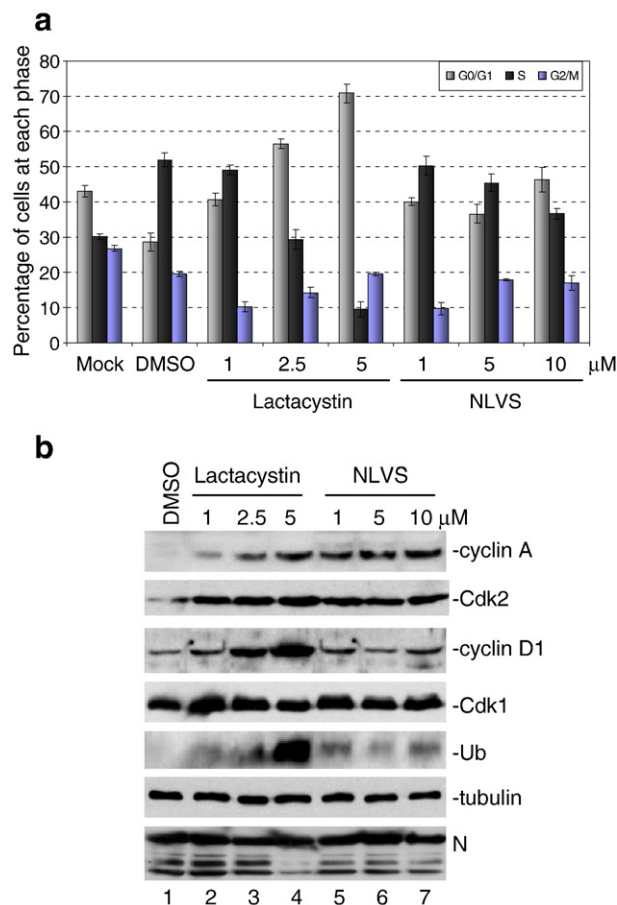 a
Percentage of cells at each phase
80
70
60
50
40
30
20
10
0
G0/G1 S G2/M
Mock DMSO 1 2.5 5 1 5 10 μM
Lactacystin NLVS
b
DMSO
Lactacystin NLVS
1 2.5 5 1 5 10 μM
-cyclin A
-Cdk2
-cyclin D1
-Cdk1
-Ub
-tubulin
N
1 2 3 4 5 6 7